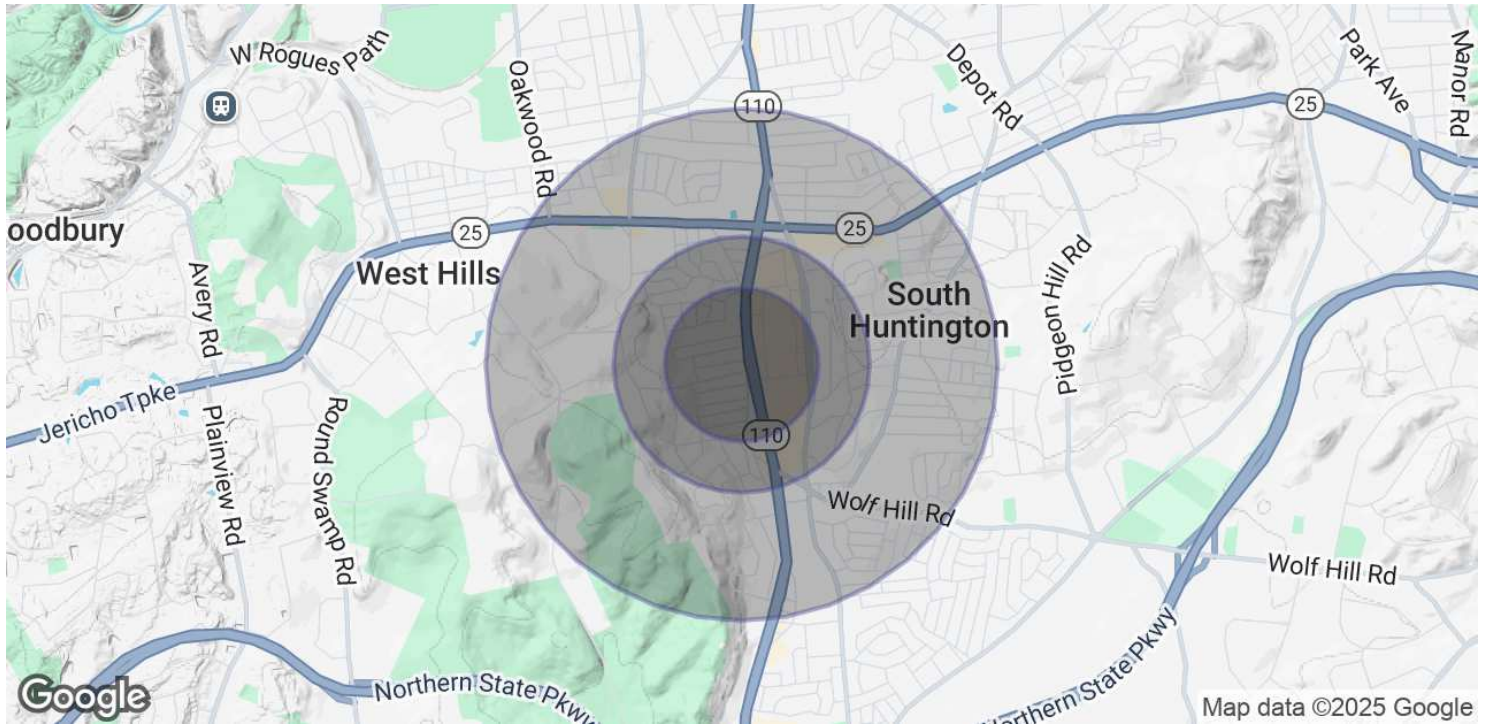 W Rogues Path
Oakwood Rd
110
Depot Rd
Park Ave
Manor Rd
25
oodbury
25
25
West Hills
Avery Rd
South
Huntington
Pidgeon Hill Rd
Jericho Tpke
Plainview Rd
Round Swamp Rd
110
Wolf Hill Rd
Wolf Hill Rd
Northern State Pkwy
Northern State Pkwy
Google
Map data ©2025 Google